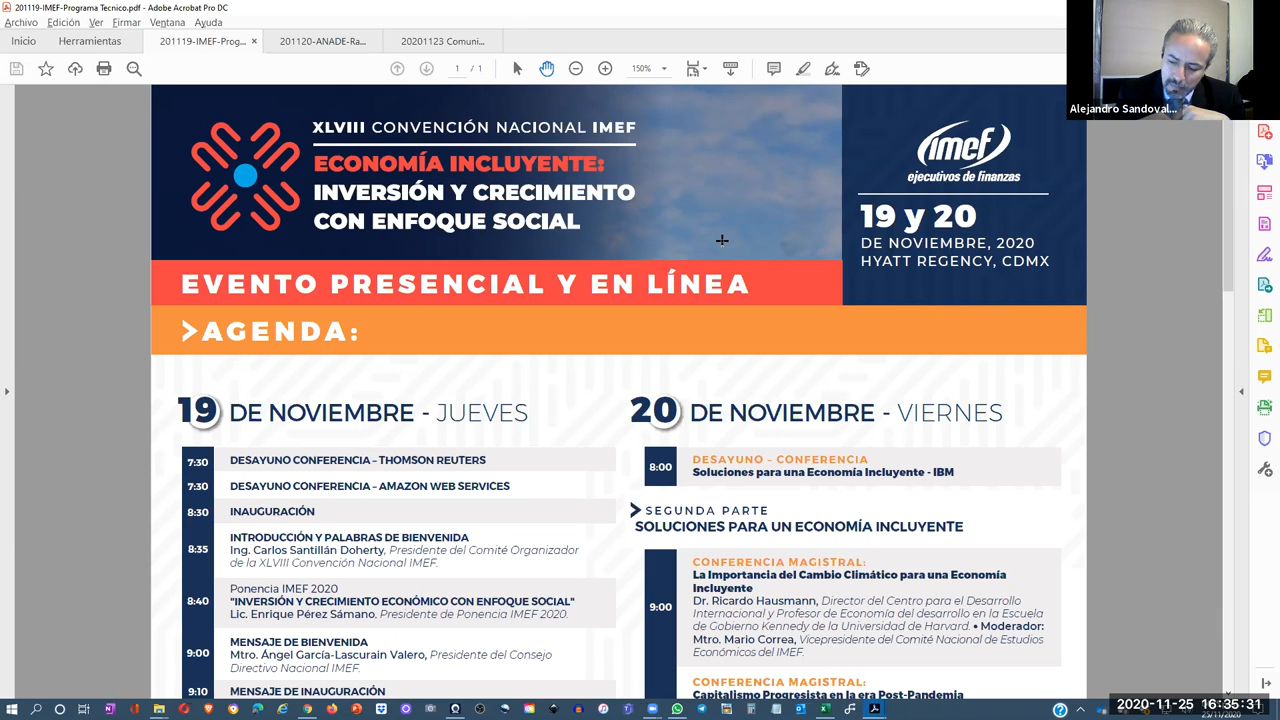 201119-IMEF-Programa Tecnico.pdf - Adobe Acrobat Pro DC
Archivo Edición Ver Firmar Ventana Ayuda
Inicio Herramientas 201119-IMEF-Prog... × 201120-ANADE-Ra... 20201123 Comuni...
1 / 1 150%
Alejandro Sandoval...
XLVIII CONVENCIÓN NACIONAL IMEF
ECONOMÍA INCLUYENTE:
INVERSIÓN Y CRECIMIENTO
CON ENFOQUE SOCIAL
imef
ejecutivos de finanzas
19 y 20
DE NOVIEMBRE, 2020
HYATT REGENCY, CDMX
EVENTO PRESENCIAL Y EN LÍNEA
>AGENDA:
19 DE NOVIEMBRE - JUEVES
7:30 DESAYUNO CONFERENCIA – THOMSON REUTERS
7:30 DESAYUNO CONFERENCIA – AMAZON WEB SERVICES
8:30 INAUGURACIÓN
8:35 INTRODUCCIÓN Y PALABRAS DE BIENVENIDA
Ing. Carlos Santillán Doherty, Presidente del Comité Organizador
de la XLVIII Convención Nacional IMEF.
8:40 Ponencia IMEF 2020
"INVERSIÓN Y CRECIMIENTO ECONÓMICO CON ENFOQUE SOCIAL"
Lic. Enrique Pérez Sámano, Presidente de Ponencia IMEF 2020.
9:00 MENSAJE DE BIENVENIDA
Mtro. Ángel García-Lascurain Valero, Presidente del Consejo
Directivo Nacional IMEF.
9:10 MENSAJE DE INAUGURACIÓN
20 DE NOVIEMBRE - VIERNES
8:00 DESAYUNO – CONFERENCIA
Soluciones para una Economía Incluyente - IBM
> SEGUNDA PARTE
SOLUCIONES PARA UN ECONOMÍA INCLUYENTE
9:00 CONFERENCIA MAGISTRAL:
La Importancia del Cambio Climático para una Economía
Incluyente
Dr. Ricardo Hausmann, Director del Centro para el Desarrollo
Internacional y Profesor de Economía del desarrollo en la Escuela
de Gobierno Kennedy de la Universidad de Harvard. • Moderador:
Mtro. Mario Correa, Vicepresidente del Comité Nacional de Estudios
Económicos del IMEF.
CONFERENCIA MAGISTRAL:
Capitalismo Progresista en la era Post-Pandemia
2020-11-25 16:35:31
25/11/2020